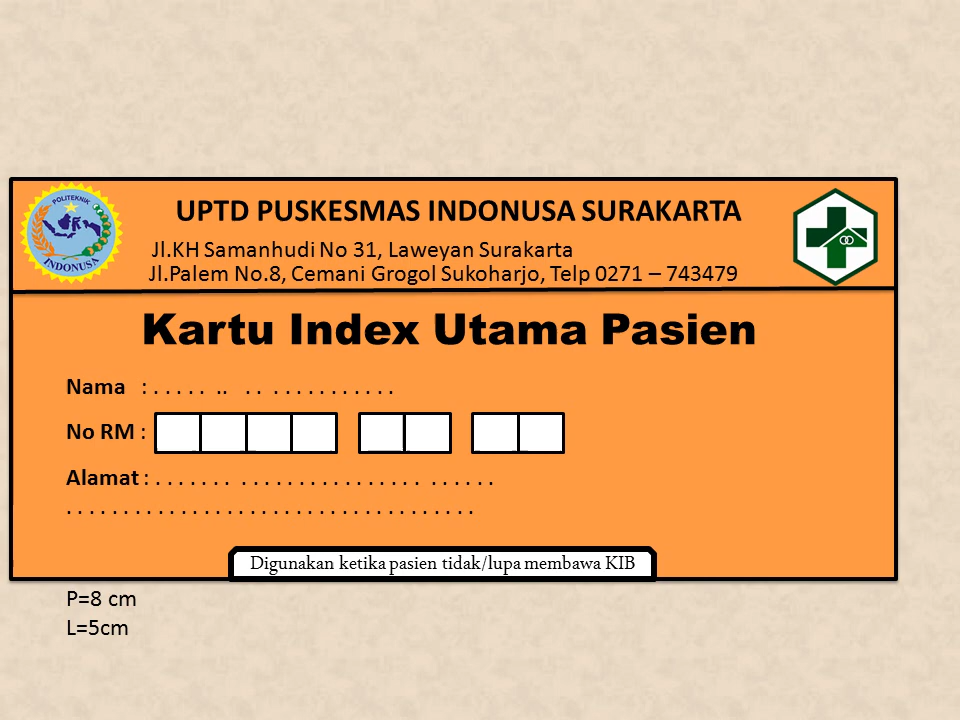 POLITEKNIK
INDONUSA
UPTD PUSKESMAS INDONUSA SURAKARTA
Jl.KH Samanhudi No 31, Laweyan Surakarta
Jl.Palem No.8, Cemani Grogol Sukoharjo, Telp 0271 – 743479
Kartu Index Utama Pasien
Nama : . . . . . .. . . . . . . . . . . . . .
No RM :
Alamat : . . . . . . . . . . . . . . . . . . . . . . . . . . . . .
. . . . . . . . . . . . . . . . . . . . . . . . . . . . . . . . . . . .
Digunakan ketika pasien tidak/lupa membawa KIB
P=8 cm
L=5cm